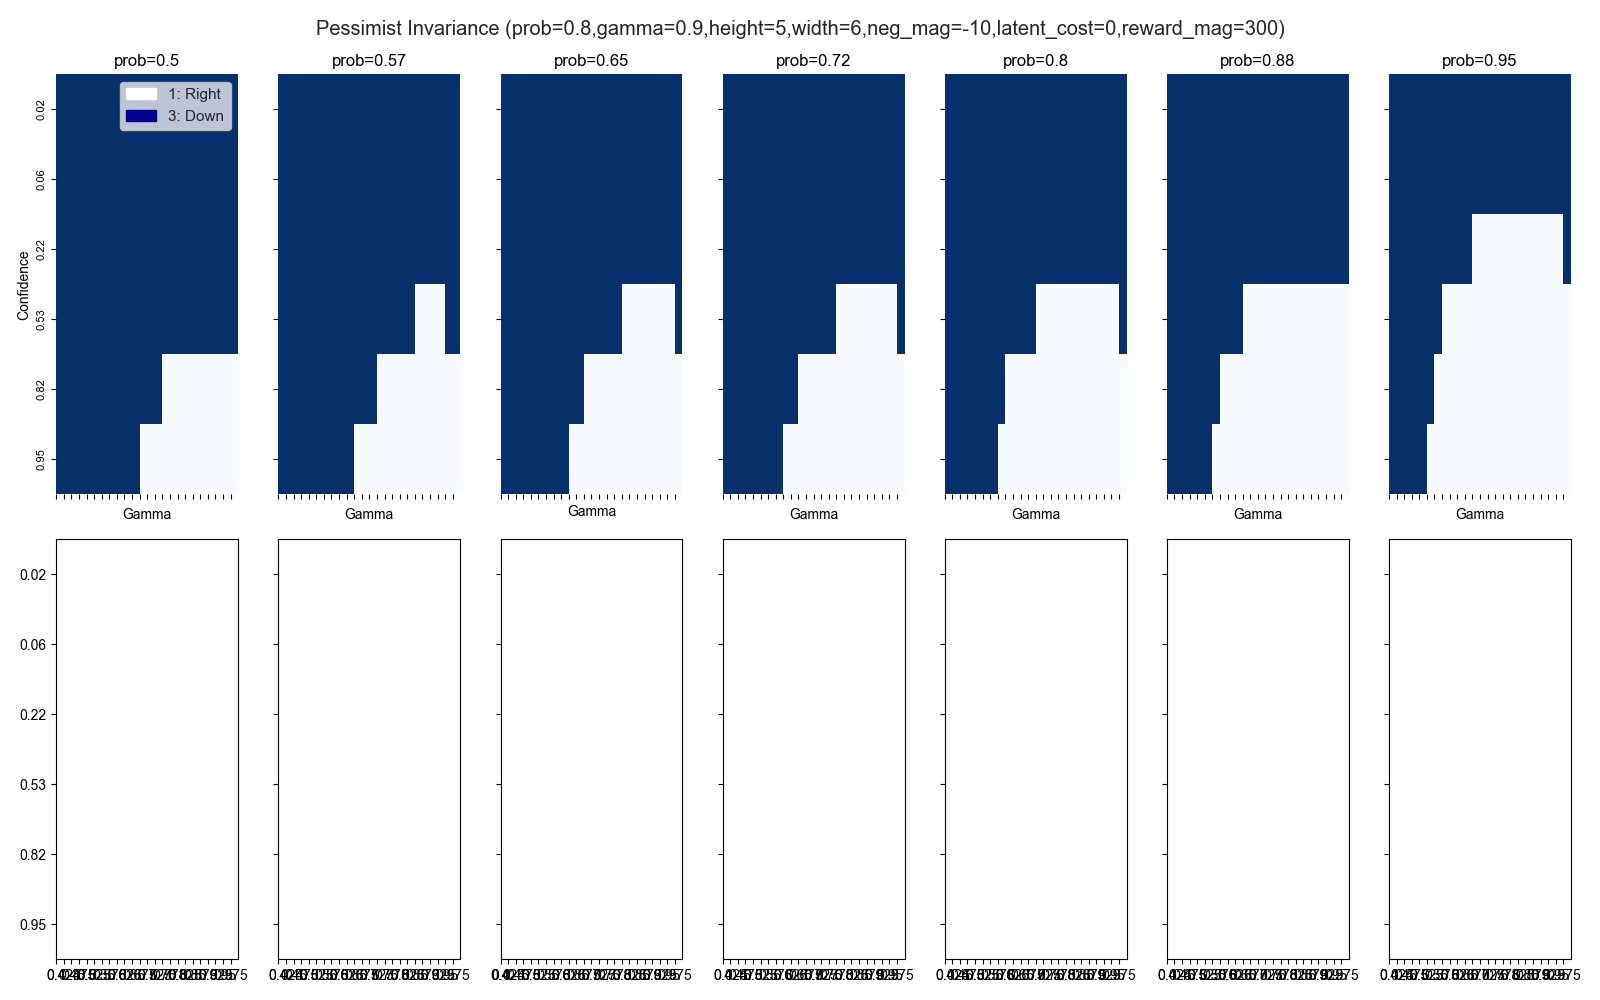 Pessimist Invariance (prob=0.8,gamma=0.9,height=5,width=6,neg_mag=-10,latent_cost=0,reward_mag=300)
prob=0.5 prob=0.57 prob=0.65 prob=0.72 prob=0.8 prob=0.88 prob=0.95
1: Right
3: Down
Confidence
0.02
0.06
0.22
0.53
0.82
0.95
Gamma Gamma Gamma Gamma Gamma Gamma Gamma
0.02
0.06
0.22
0.53
0.82
0.95